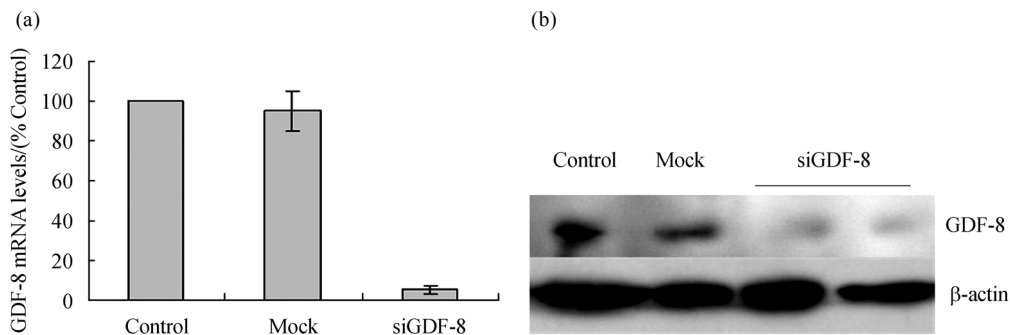 (a)
GDF-8 mRNA levels/(% Control)
120
100
80
60
40
20
0
Control Mock siGDF-8
(b)
Control Mock siGDF-8
GDF-8
β-actin